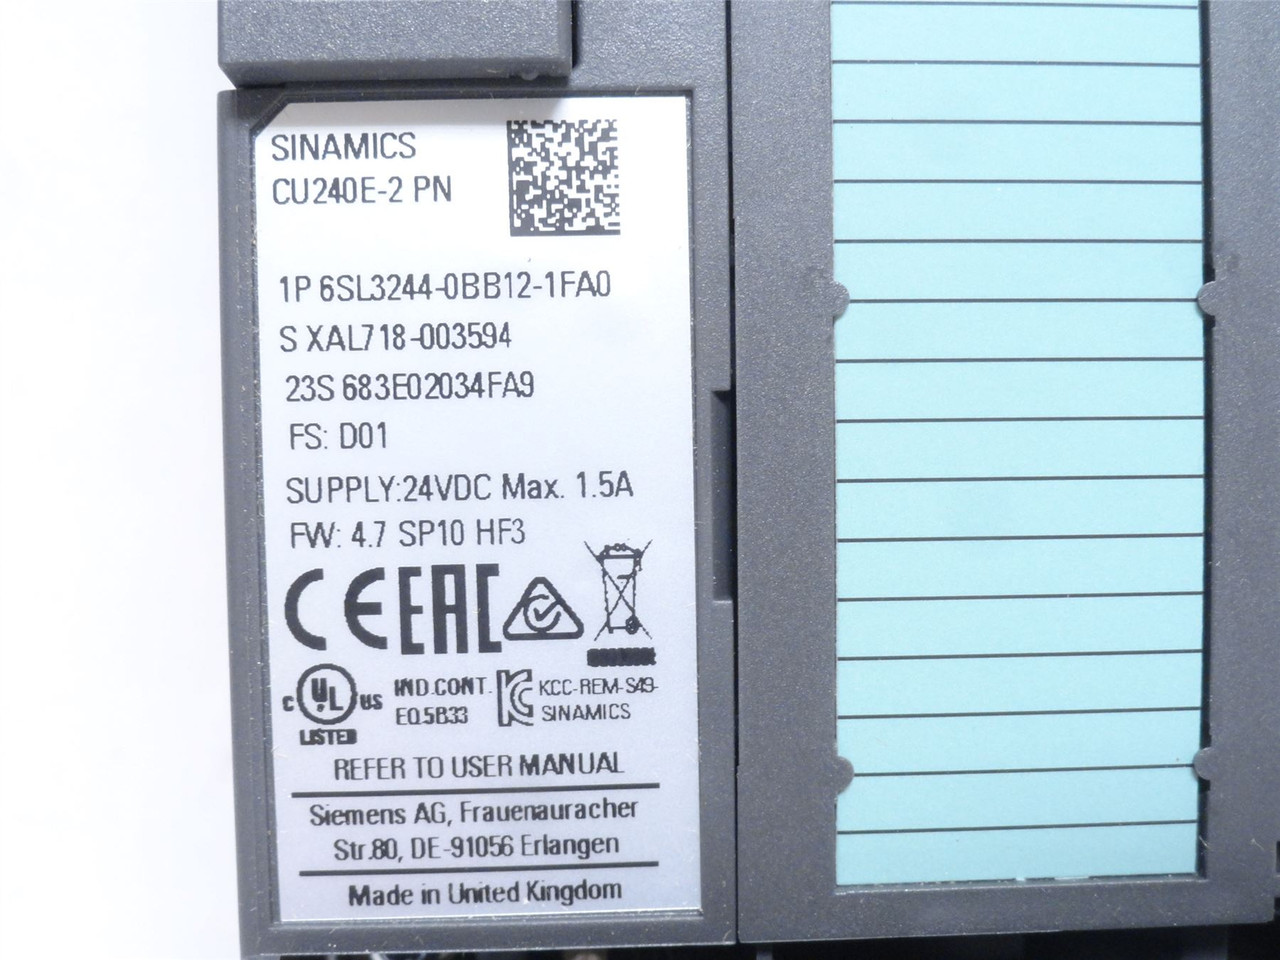 SINAMICS
CU240E-2 PN
1P 6SL3244-0BB12-1FA0
S XAL718-003594
23S 683E02034FA9
FS: D01
SUPPLY:24VDC Max. 1.5A
FW: 4.7 SP10 HF3
CE EAC
C UL US
LISTED
IND.CONT.
EQ.5B33
KCC-REM-S49-
SINAMICS
REFER TO USER MANUAL
Siemens AG, Frauenauracher
Str.80, DE-91056 Erlangen
Made in United Kingdom